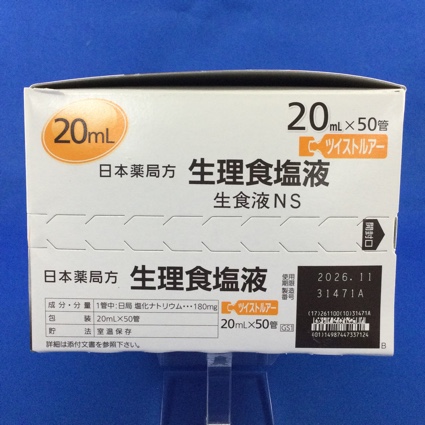 20mL
20mL×50管
ツイストルアー
日本薬局方 生理食塩液
生食液NS
開封口
日本薬局方 生理食塩液
使用期限 2026.11
製造番号 31471A
成分・分量 1管中:日局 塩化ナトリウム･･･180mg
包装 20mL×50管
貯法 室温保存
ツイストルアー
20mL×50管
GS1
(17)261100(10)31471A
(01)14987447337124
詳細は添付文書を参照下さい。
B